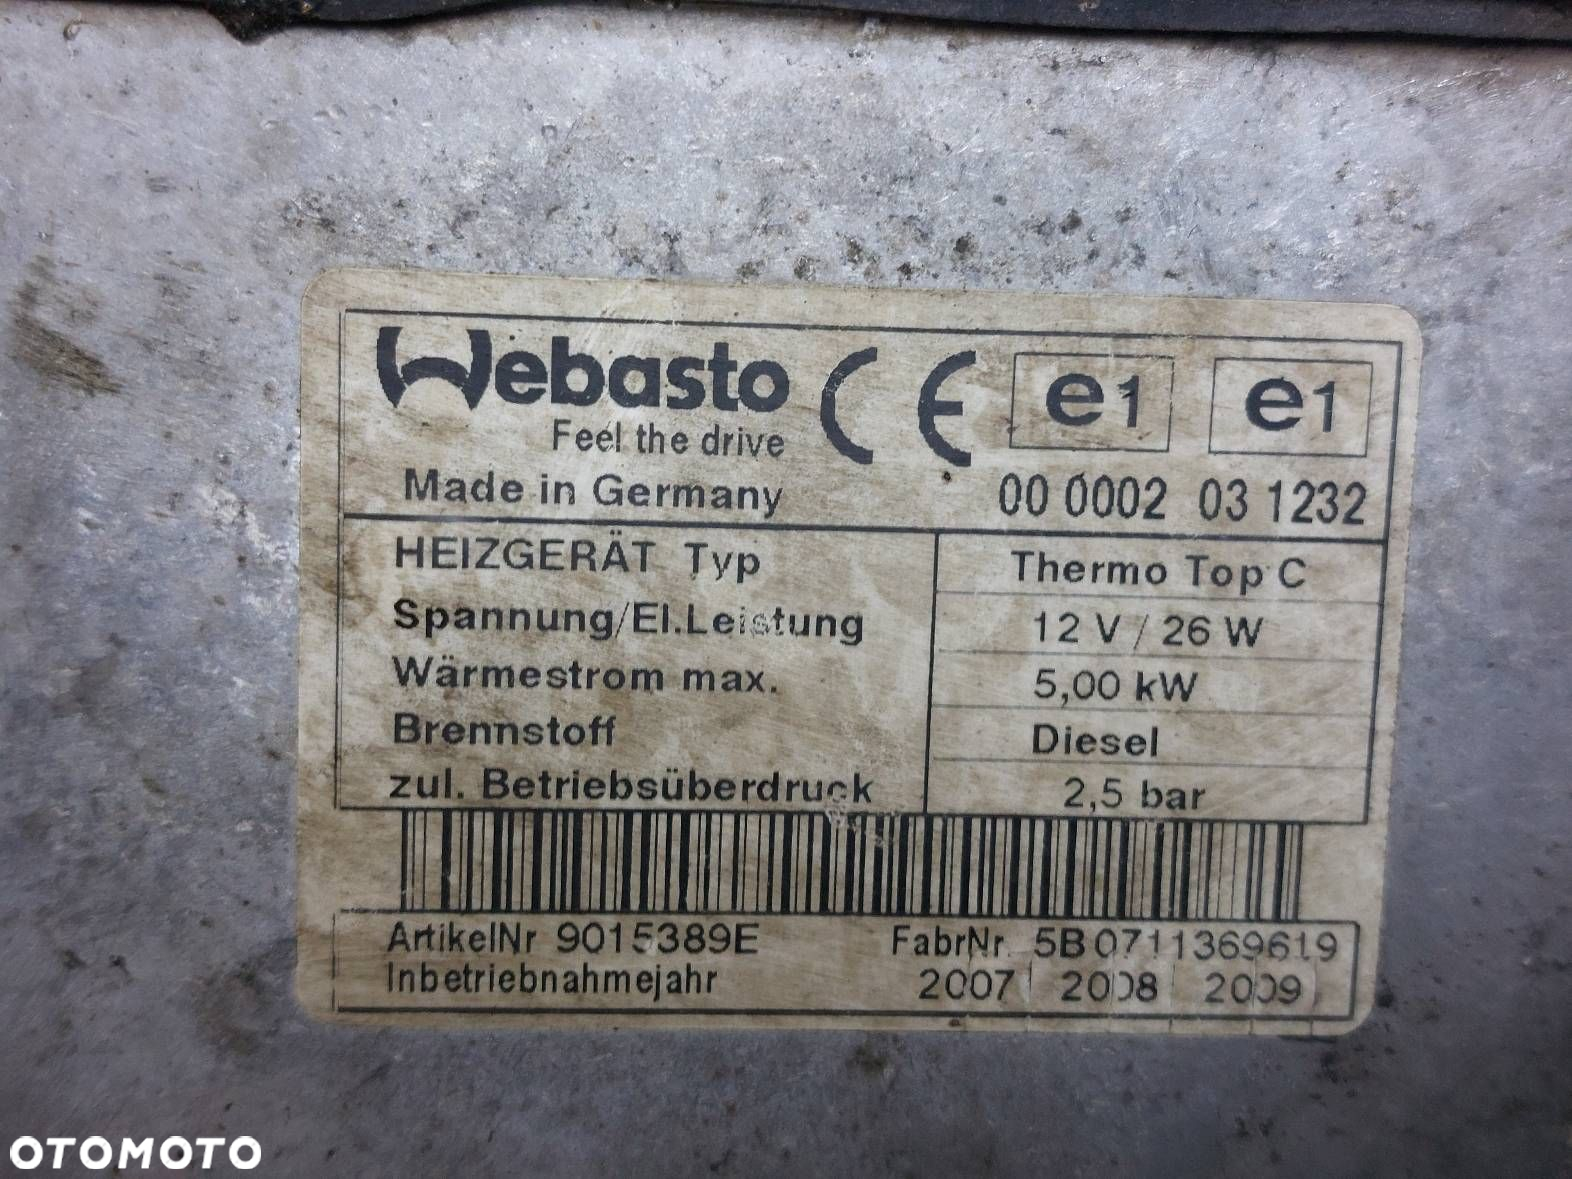 Webasto CE e1 e1
Feel the drive
Made in Germany 00 0002 03 1232
HEIZGERÄT Typ Thermo Top C
Spannung/El.Leistung 12 V / 26 W
Wärmestrom max. 5,00 kW
Brennstoff Diesel
zul. Betriebsüberdruck 2,5 bar
ArtikelNr 9015389E FabrNr. 5B0711369619
Inbetriebnahmejahr 2007 2008 2009
OTOMOTO